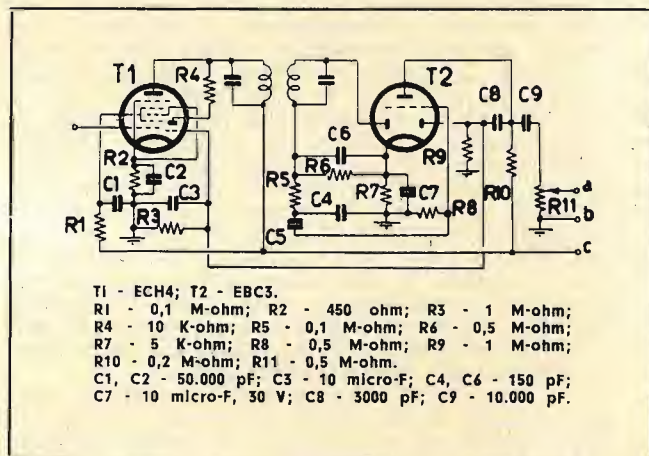 T1
R4
T2
C8 C9
C6
R9
R2
C2
R6
R5
R7
C7
R10
a
C1
C3
C4
R8
R11
b
R1
R3
C5
c
T1 - ECH4; T2 - EBC3.
R1 - 0,1 M-ohm; R2 - 450 ohm; R3 - 1 M-ohm;
R4 - 10 K-ohm; R5 - 0,1 M-ohm; R6 - 0,5 M-ohm;
R7 - 5 K-ohm; R8 - 0,5 M-ohm; R9 - 1 M-ohm;
R10 - 0,2 M-ohm; R11 - 0,5 M-ohm.
C1, C2 - 50.000 pF; C3 - 10 micro-F; C4, C6 - 150 pF;
C7 - 10 micro-F, 30 V; C8 - 3000 pF; C9 - 10.000 pF.